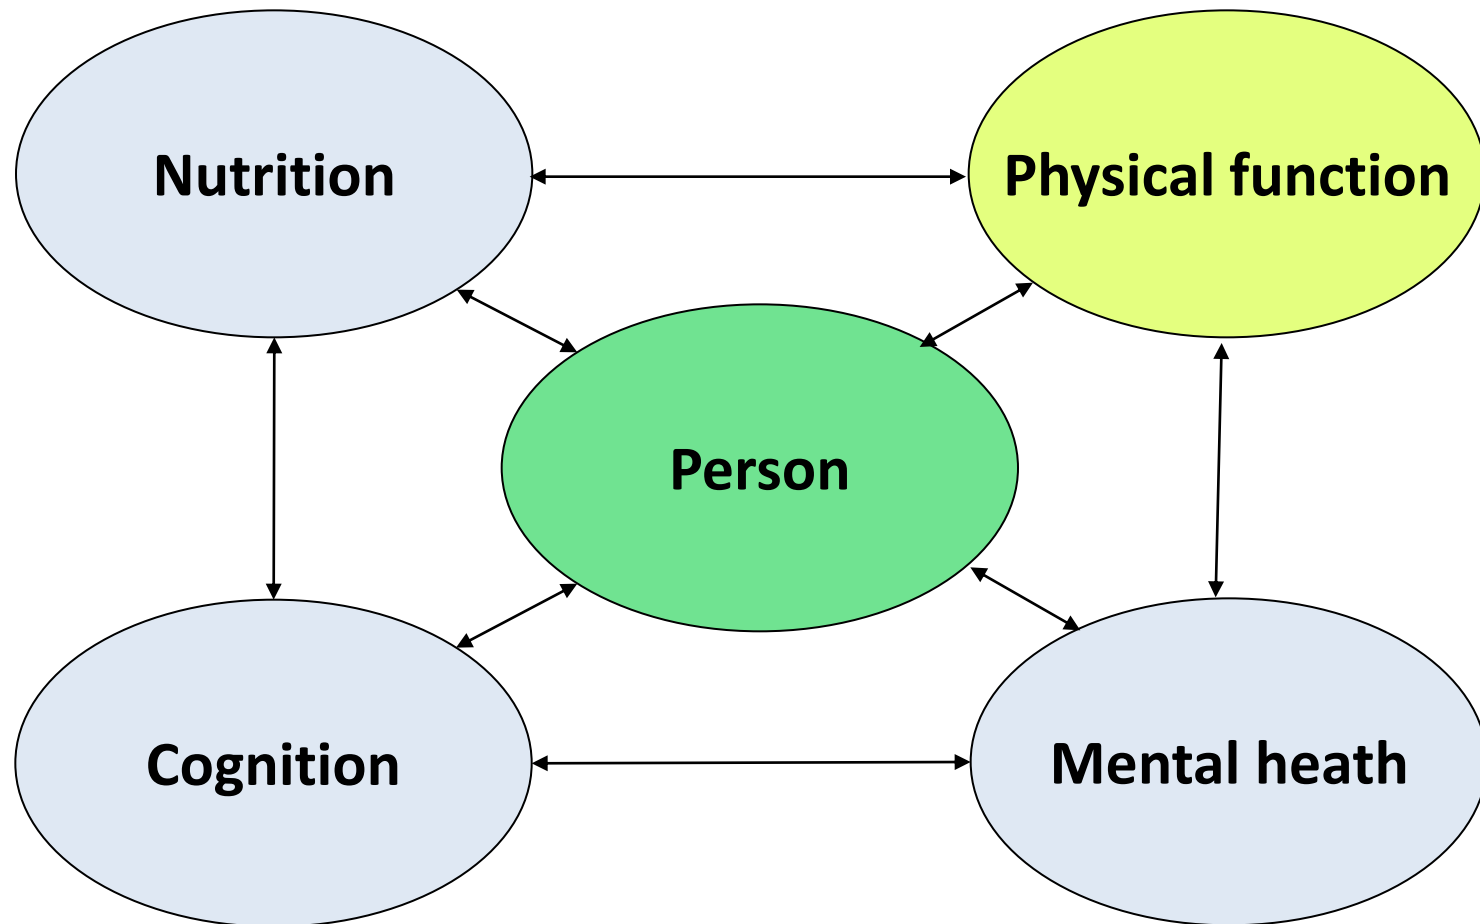 Nutrition
Physical function
Person
Cognition
Mental heath